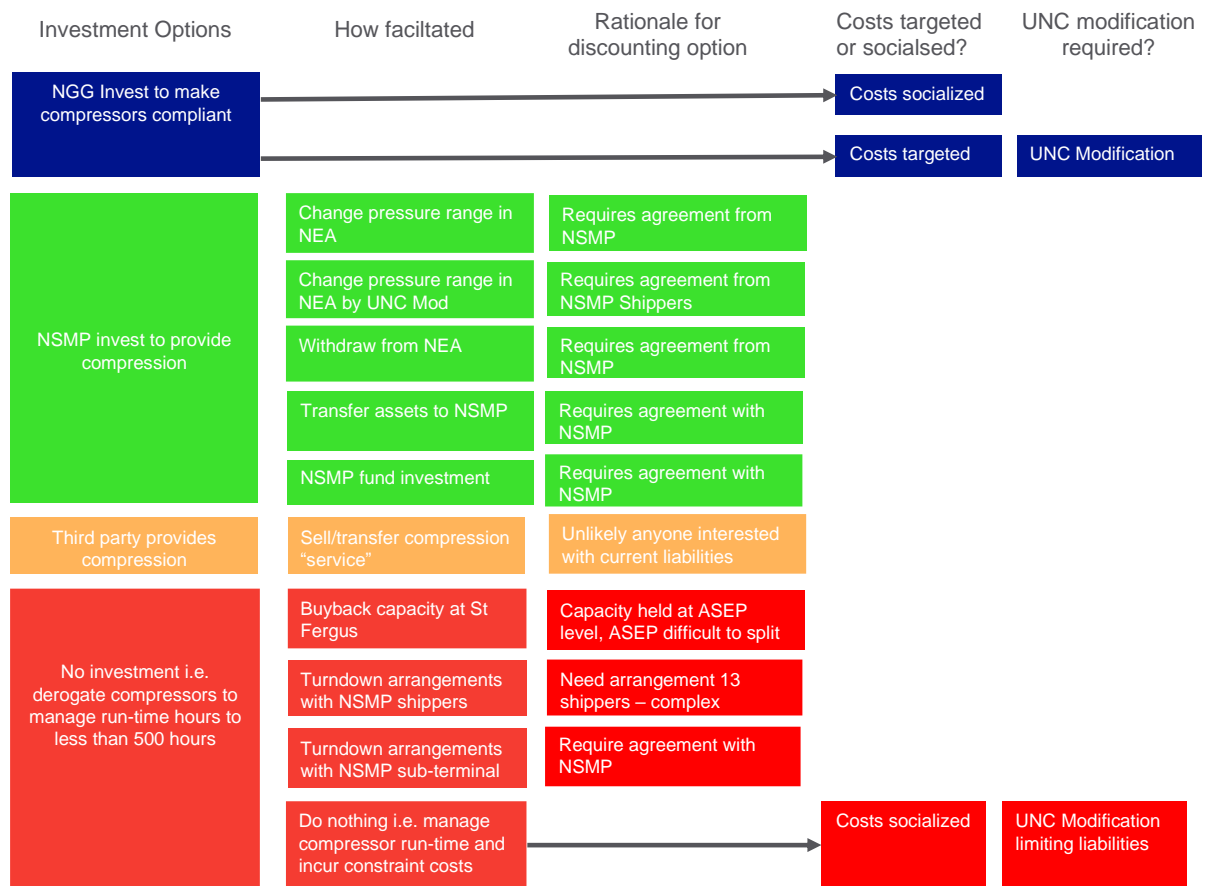 Investment Options
How faciltated
Rationale for
discounting option
Costs targeted
or socialsed?
UNC modification
required?
NGG Invest to make
compressors compliant
Costs socialized
Costs targeted
UNC Modification
NSMP invest to provide
compression
Change pressure range in
NEA
Requires agreement from
NSMP
Change pressure range in
NEA by UNC Mod
Requires agreement from
NSMP Shippers
Withdraw from NEA
Requires agreement from
NSMP
Transfer assets to NSMP
Requires agreement with
NSMP
NSMP fund investment
Requires agreement with
NSMP
Third party provides
compression
Sell/transfer compression
“service”
Unlikely anyone interested
with current liabilities
No investment i.e.
derogate compressors to
manage run-time hours to
less than 500 hours
Buyback capacity at St
Fergus
Capacity held at ASEP
level, ASEP difficult to split
Turndown arrangements
with NSMP shippers
Need arrangement 13
shippers – complex
Turndown arrangements
with NSMP sub-terminal
Require agreement with
NSMP
Do nothing i.e. manage
compressor run-time and
incur constraint costs
Costs socialized
UNC Modification
limiting liabilities